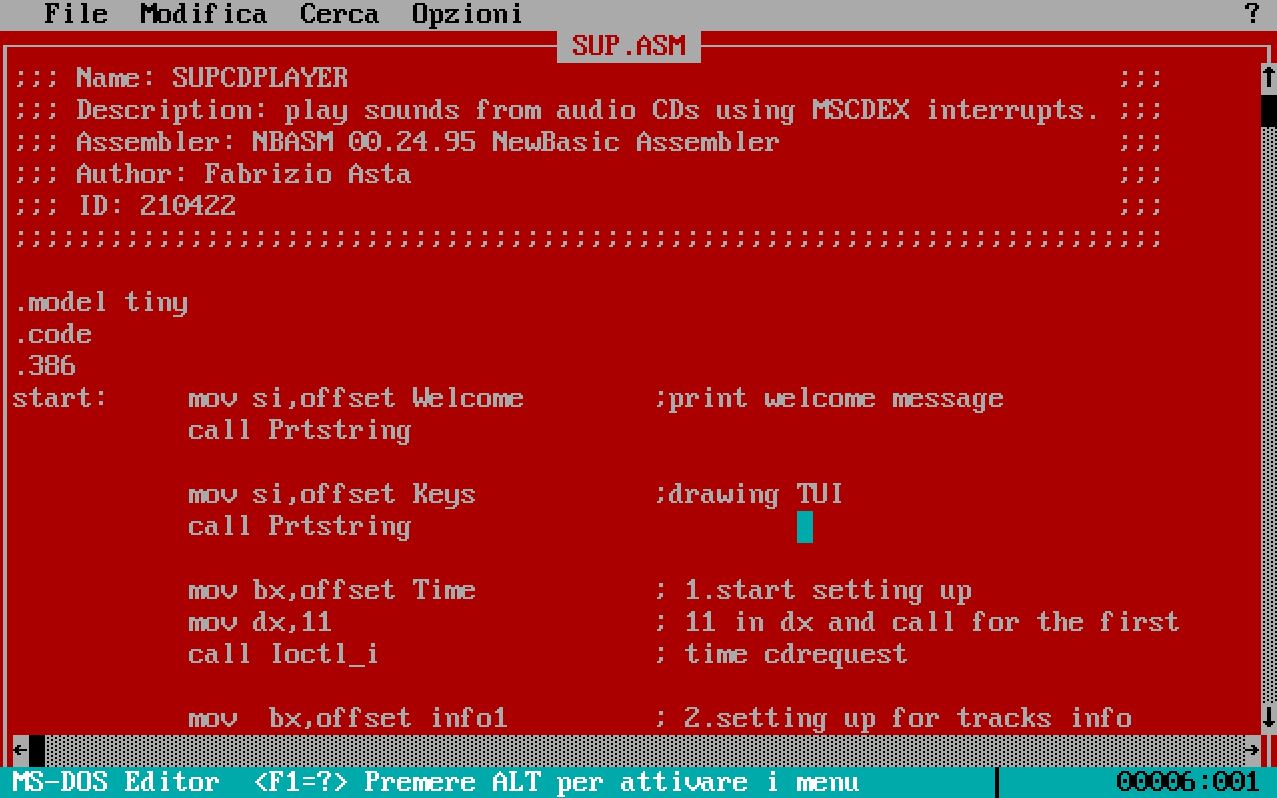 File  Modifica  Cerca  Opzioni  ?
SUP.ASM
;;; Name: SUPCDPLAYER ;;;
;;; Description: play sounds from audio CDs using MSCDEX interrupts. ;;;
;;; Assembler: NBASM 00.24.95 NewBasic Assembler ;;;
;;; Author: Fabrizio Asta ;;;
;;; ID: 210422 ;;;
;;;;;;;;;;;;;;;;;;;;;;;;;;;;;;;;;;;;;;;;;;;;;;;;;;;;;;;;;;;;;;;;;;;;;;;;
.model tiny
.code
.386
start: mov si,offset Welcome ;print welcome message
call Prtstring
mov si,offset Keys ;drawing TUI
call Prtstring
mov bx,offset Time ; 1.start setting up
mov dx,11 ; 11 in dx and call for the first
call Ioctl_i ; time cdrequest
mov  bx,offset info1 ; 2.setting up for tracks info
MS-DOS Editor  <F1=?> Premere ALT per attivare i menu 00006:001